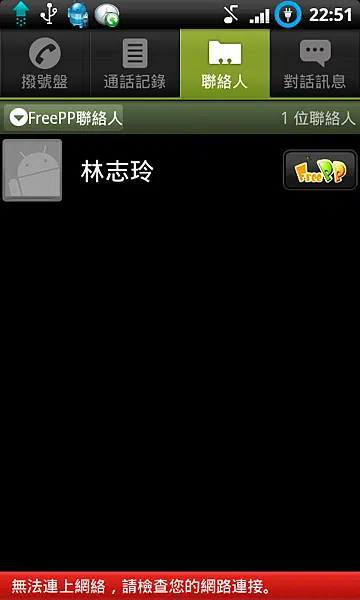 22:51
撥號盤
通話記錄
聯絡人
對話訊息
FreePP聯絡人
1 位聯絡人
林志玲
FreePP
無法連上網絡，請檢查您的網路連接。